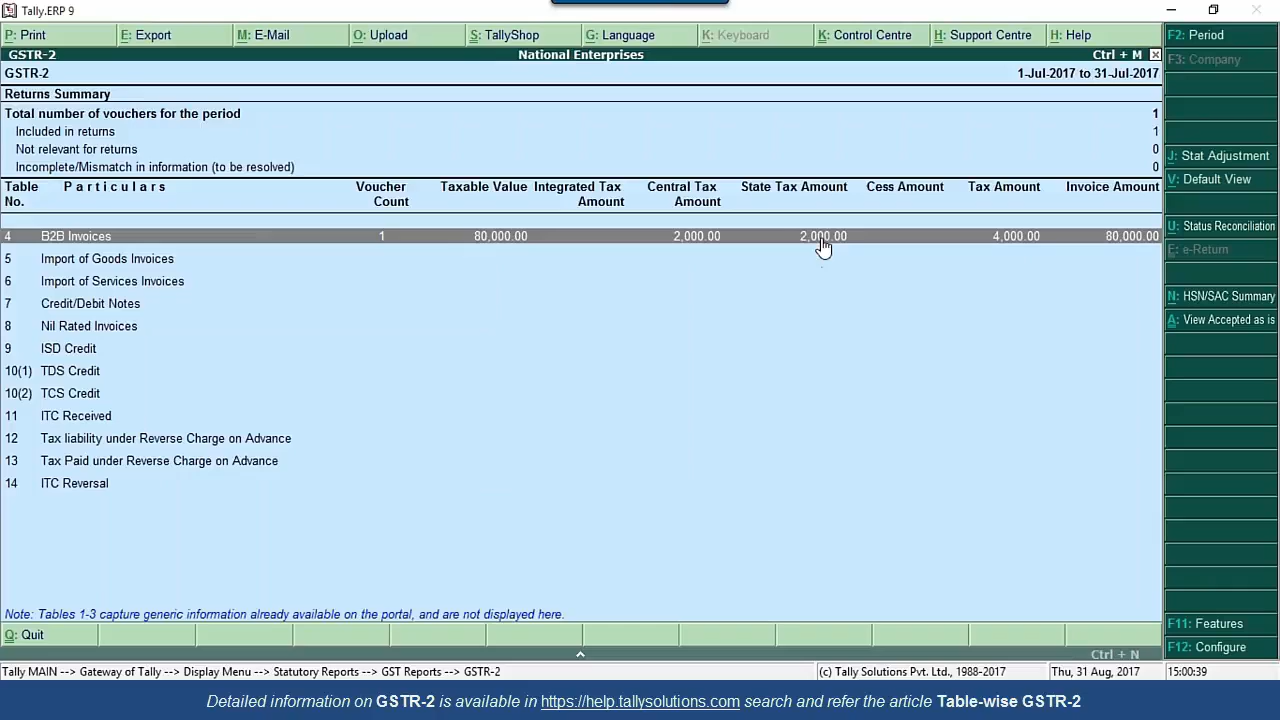 Tally.ERP 9
P: Print E: Export M: E-Mail O: Upload S: TallyShop G: Language K: Keyboard K: Control Centre H: Support Centre H: Help F2: Period
GSTR-2 National Enterprises Ctrl + M F3: Company
GSTR-2 1-Jul-2017 to 31-Jul-2017
Returns Summary
Total number of vouchers for the period 1
Included in returns 1
Not relevant for returns 0
Incomplete/Mismatch in information (to be resolved) 0
J: Stat Adjustment
V: Default View
Table Particulars Voucher Taxable Value Integrated Tax Central Tax State Tax Amount Cess Amount Tax Amount Invoice Amount
No. Count Amount Amount
4 B2B Invoices 1 80,000.00 2,000.00 2,000.00 4,000.00 80,000.00
5 Import of Goods Invoices
6 Import of Services Invoices
7 Credit/Debit Notes
8 Nil Rated Invoices
9 ISD Credit
10(1) TDS Credit
10(2) TCS Credit
11 ITC Received
12 Tax liability under Reverse Charge on Advance
13 Tax Paid under Reverse Charge on Advance
14 ITC Reversal
U: Status Reconciliation
F: e-Return
N: HSN/SAC Summary
A: View Accepted as is
Note: Tables 1-3 capture generic information already available on the portal, and are not displayed here.
F11: Features
Q: Quit
F12: Configure
Ctrl + N
Tally MAIN --> Gateway of Tally --> Display Menu --> Statutory Reports --> GST Reports --> GSTR-2 (c) Tally Solutions Pvt. Ltd., 1988-2017 Thu, 31 Aug, 2017 15:00:39
Detailed information on GSTR-2 is available in https://help.tallysolutions.com search and refer the article Table-wise GSTR-2